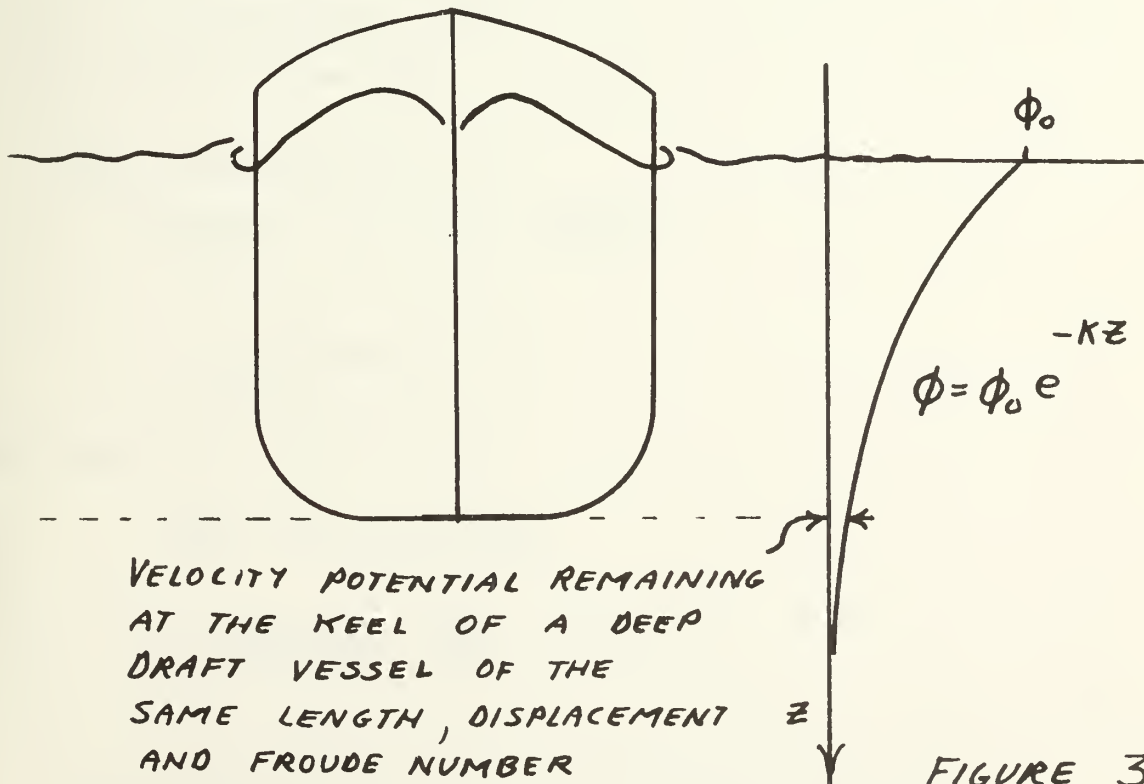 ϕ₀
ϕ = ϕ₀ e^{-KZ}
VELOCITY POTENTIAL REMAINING
AT THE KEEL OF A DEEP
DRAFT VESSEL OF THE
SAME LENGTH, DISPLACEMENT
AND FROUDE NUMBER
Z
FIGURE 3